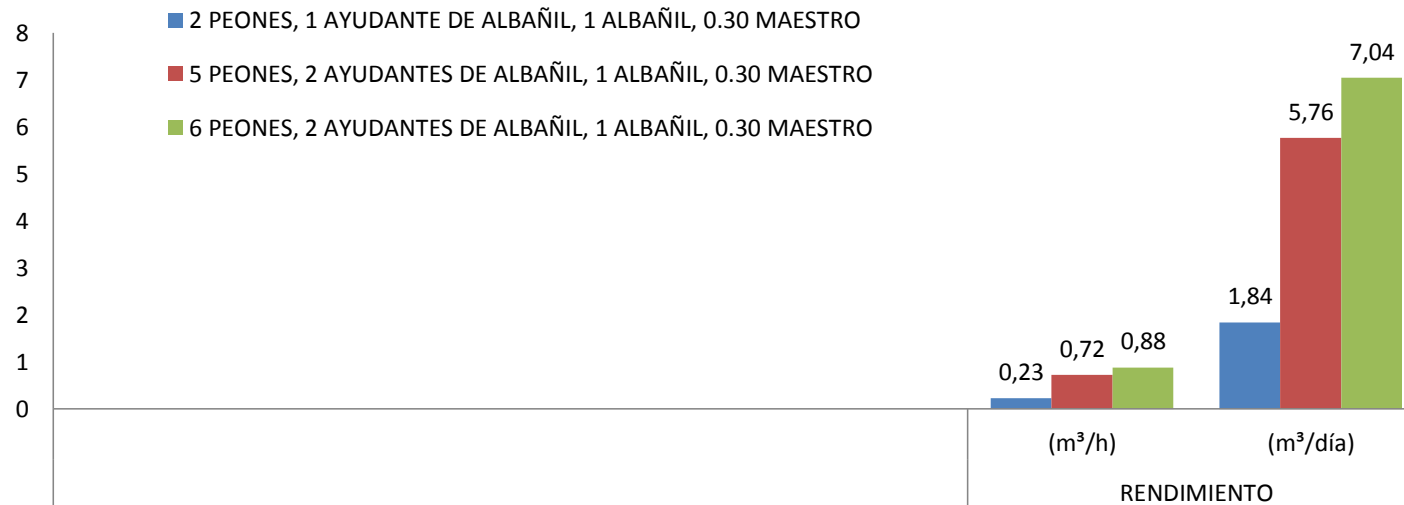 2 PEONES, 1 AYUDANTE DE ALBAÑIL, 1 ALBAÑIL, 0.30 MAESTRO
5 PEONES, 2 AYUDANTES DE ALBAÑIL, 1 ALBAÑIL, 0.30 MAESTRO
6 PEONES, 2 AYUDANTES DE ALBAÑIL, 1 ALBAÑIL, 0.30 MAESTRO
8
7
6
5
4
3
2
1
0
0,23
0,72
0,88
1,84
5,76
7,04
(m³/h)
(m³/día)
RENDIMIENTO